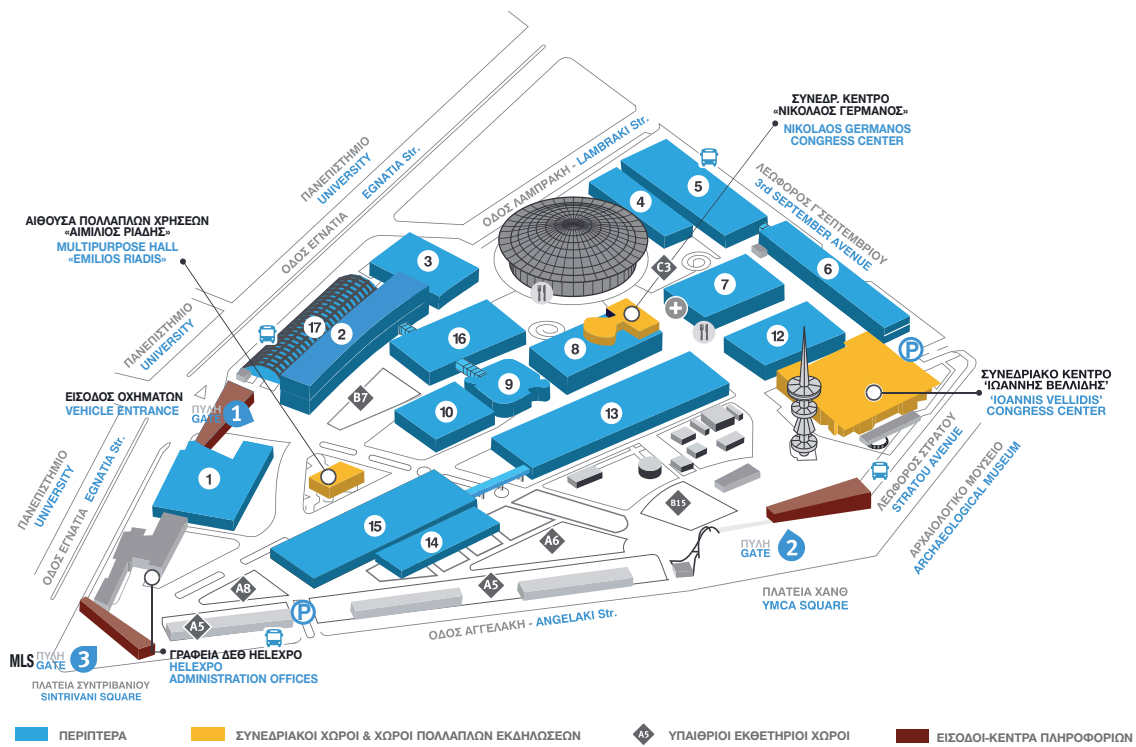 ΠΑΝΕΠΙΣΤΗΜΙΟ
UNIVERSITY
ΟΔΟΣ ΕΓΝΑΤΙΑ
EGNATIA Str.
ΟΔΟΣ ΛΑΜΠΡΑΚΗ - LAMBRAKI Str.
ΣΥΝΕΔΡ. ΚΕΝΤΡΟ
«ΝΙΚΟΛΑΟΣ ΓΕΡΜΑΝΟΣ»
NIKOLAOS GERMANOS
CONGRESS CENTER
ΛΕΩΦΟΡΟΣ Γ'ΣΕΠΤΕΜΒΡΙΟΥ
3rd SEPTEMBER AVENUE
ΑΙΘΟΥΣΑ ΠΟΛΛΑΠΛΩΝ ΧΡΗΣΕΩΝ
«ΑΙΜΙΛΙΟΣ ΡΙΑΔΗΣ»
MULTIPURPOSE HALL
«EMILIOS RIADIS»
5
4
3
C3
6
7
17
2
16
12
8
9
10
13
B7
P
ΠΑΝΕΠΙΣΤΗΜΙΟ
UNIVERSITY
ΕΙΣΟΔΟΣ ΟΧΗΜΑΤΩΝ
VEHICLE ENTRANCE
ΠΥΛΗ
GATE
1
ΣΥΝΕΔΡΙΑΚΟ ΚΕΝΤΡΟ
‘ΙΩΑΝΝΗΣ ΒΕΛΛΙΔΗΣ’
‘IOANNIS VELLIDIS’
CONGRESS CENTER
ΠΑΝΕΠΙΣΤΗΜΙΟ
UNIVERSITY
ΟΔΟΣ ΕΓΝΑΤΙΑ
EGNATIA Str.
1
15
14
A6
B15
A8
A5
A5
P
ΛΕΩΦΟΡΟΣ ΣΤΡΑΤΟΥ
STRATOU AVENUE
ΑΡΧΑΙΟΛΟΓΙΚΟ ΜΟΥΣΕΙΟ
ARCHAEOLOGICAL MUSEUM
ΠΥΛΗ
GATE
2
ΠΛΑΤΕΙΑ ΧΑΝΘ
YMCA SQUARE
ΟΔΟΣ ΑΓΓΕΛΑΚΗ - ANGELAKI Str.
MLS
ΠΥΛΗ
GATE
3
ΠΛΑΤΕΙΑ ΣΥΝΤΡΙΒΑΝΙΟΥ
SINTRIVANI SQUARE
ΓΡΑΦΕΙΑ ΔΕΘ HELEXPO
HELEXPO
ADMINISTRATION OFFICES
ΠΕΡΙΠΤΕΡΑ
ΣΥΝΕΔΡΙΑΚΟΙ ΧΩΡΟΙ & ΧΩΡΟΙ ΠΟΛΛΑΠΛΩΝ ΕΚΔΗΛΩΣΕΩΝ
A5
ΥΠΑΙΘΡΙΟΙ ΕΚΘΕΤΗΡΙΟΙ ΧΩΡΟΙ
ΕΙΣΟΔΟΙ-ΚΕΝΤΡΑ ΠΛΗΡΟΦΟΡΙΩΝ